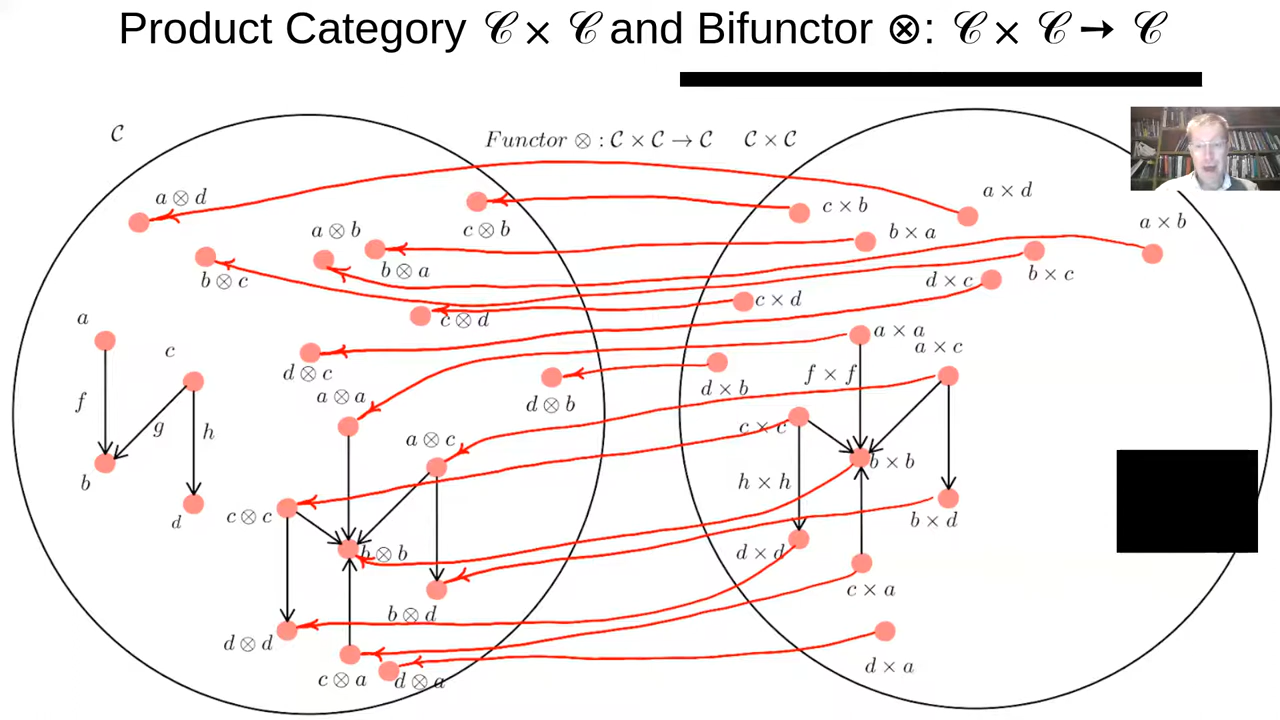 Product Category 𝒞 × 𝒞 and Bifunctor ⊗: 𝒞 × 𝒞 → 𝒞
𝒞
Functor ⊗ : 𝒞 × 𝒞 → 𝒞
𝒞 × 𝒞
a ⊗ d
c ⊗ b
a ⊗ b
b ⊗ a
b ⊗ c
c ⊗ d
d ⊗ c
d ⊗ b
a ⊗ a
a ⊗ c
c ⊗ c
b ⊗ b
b ⊗ d
d ⊗ d
c ⊗ a
d ⊗ a
a
c
f
g
h
b
d
a × d
c × b
a × b
b × a
b × c
d × c
c × d
a × a
a × c
f × f
d × b
c × c
b × b
h × h
b × d
d × d
c × a
d × a